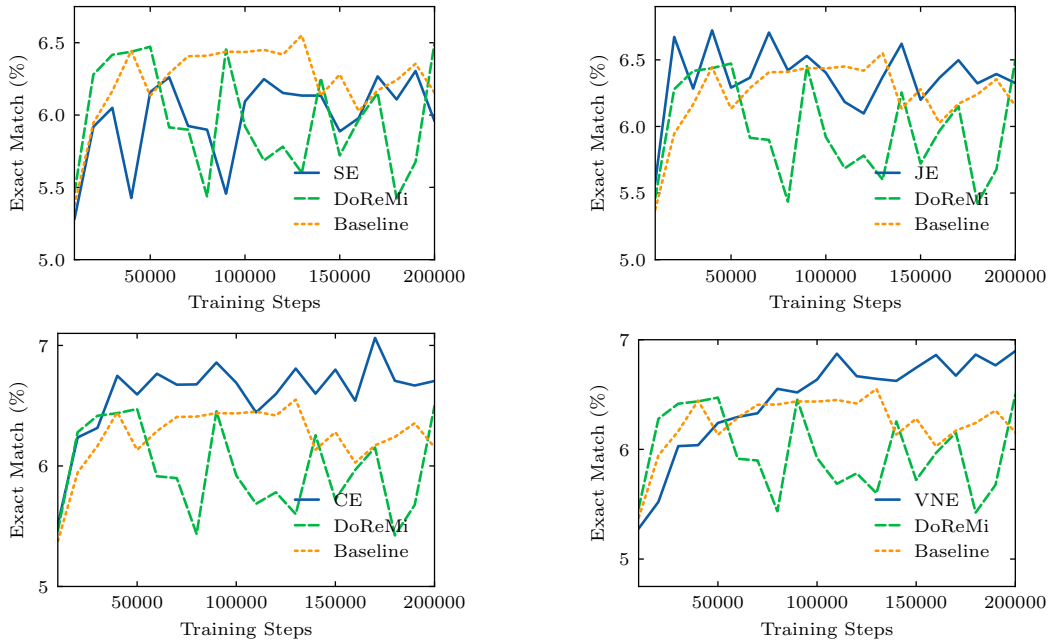 6.5
6.0
5.5
5.0
Exact Match (%)
SE
DoReMi
Baseline
50000 100000 150000 200000
Training Steps
6.5
6.0
5.5
5.0
Exact Match (%)
JE
DoReMi
Baseline
50000 100000 150000 200000
Training Steps
7
6
5
Exact Match (%)
CE
DoReMi
Baseline
50000 100000 150000 200000
Training Steps
7
6
5
Exact Match (%)
VNE
DoReMi
Baseline
50000 100000 150000 200000
Training Steps